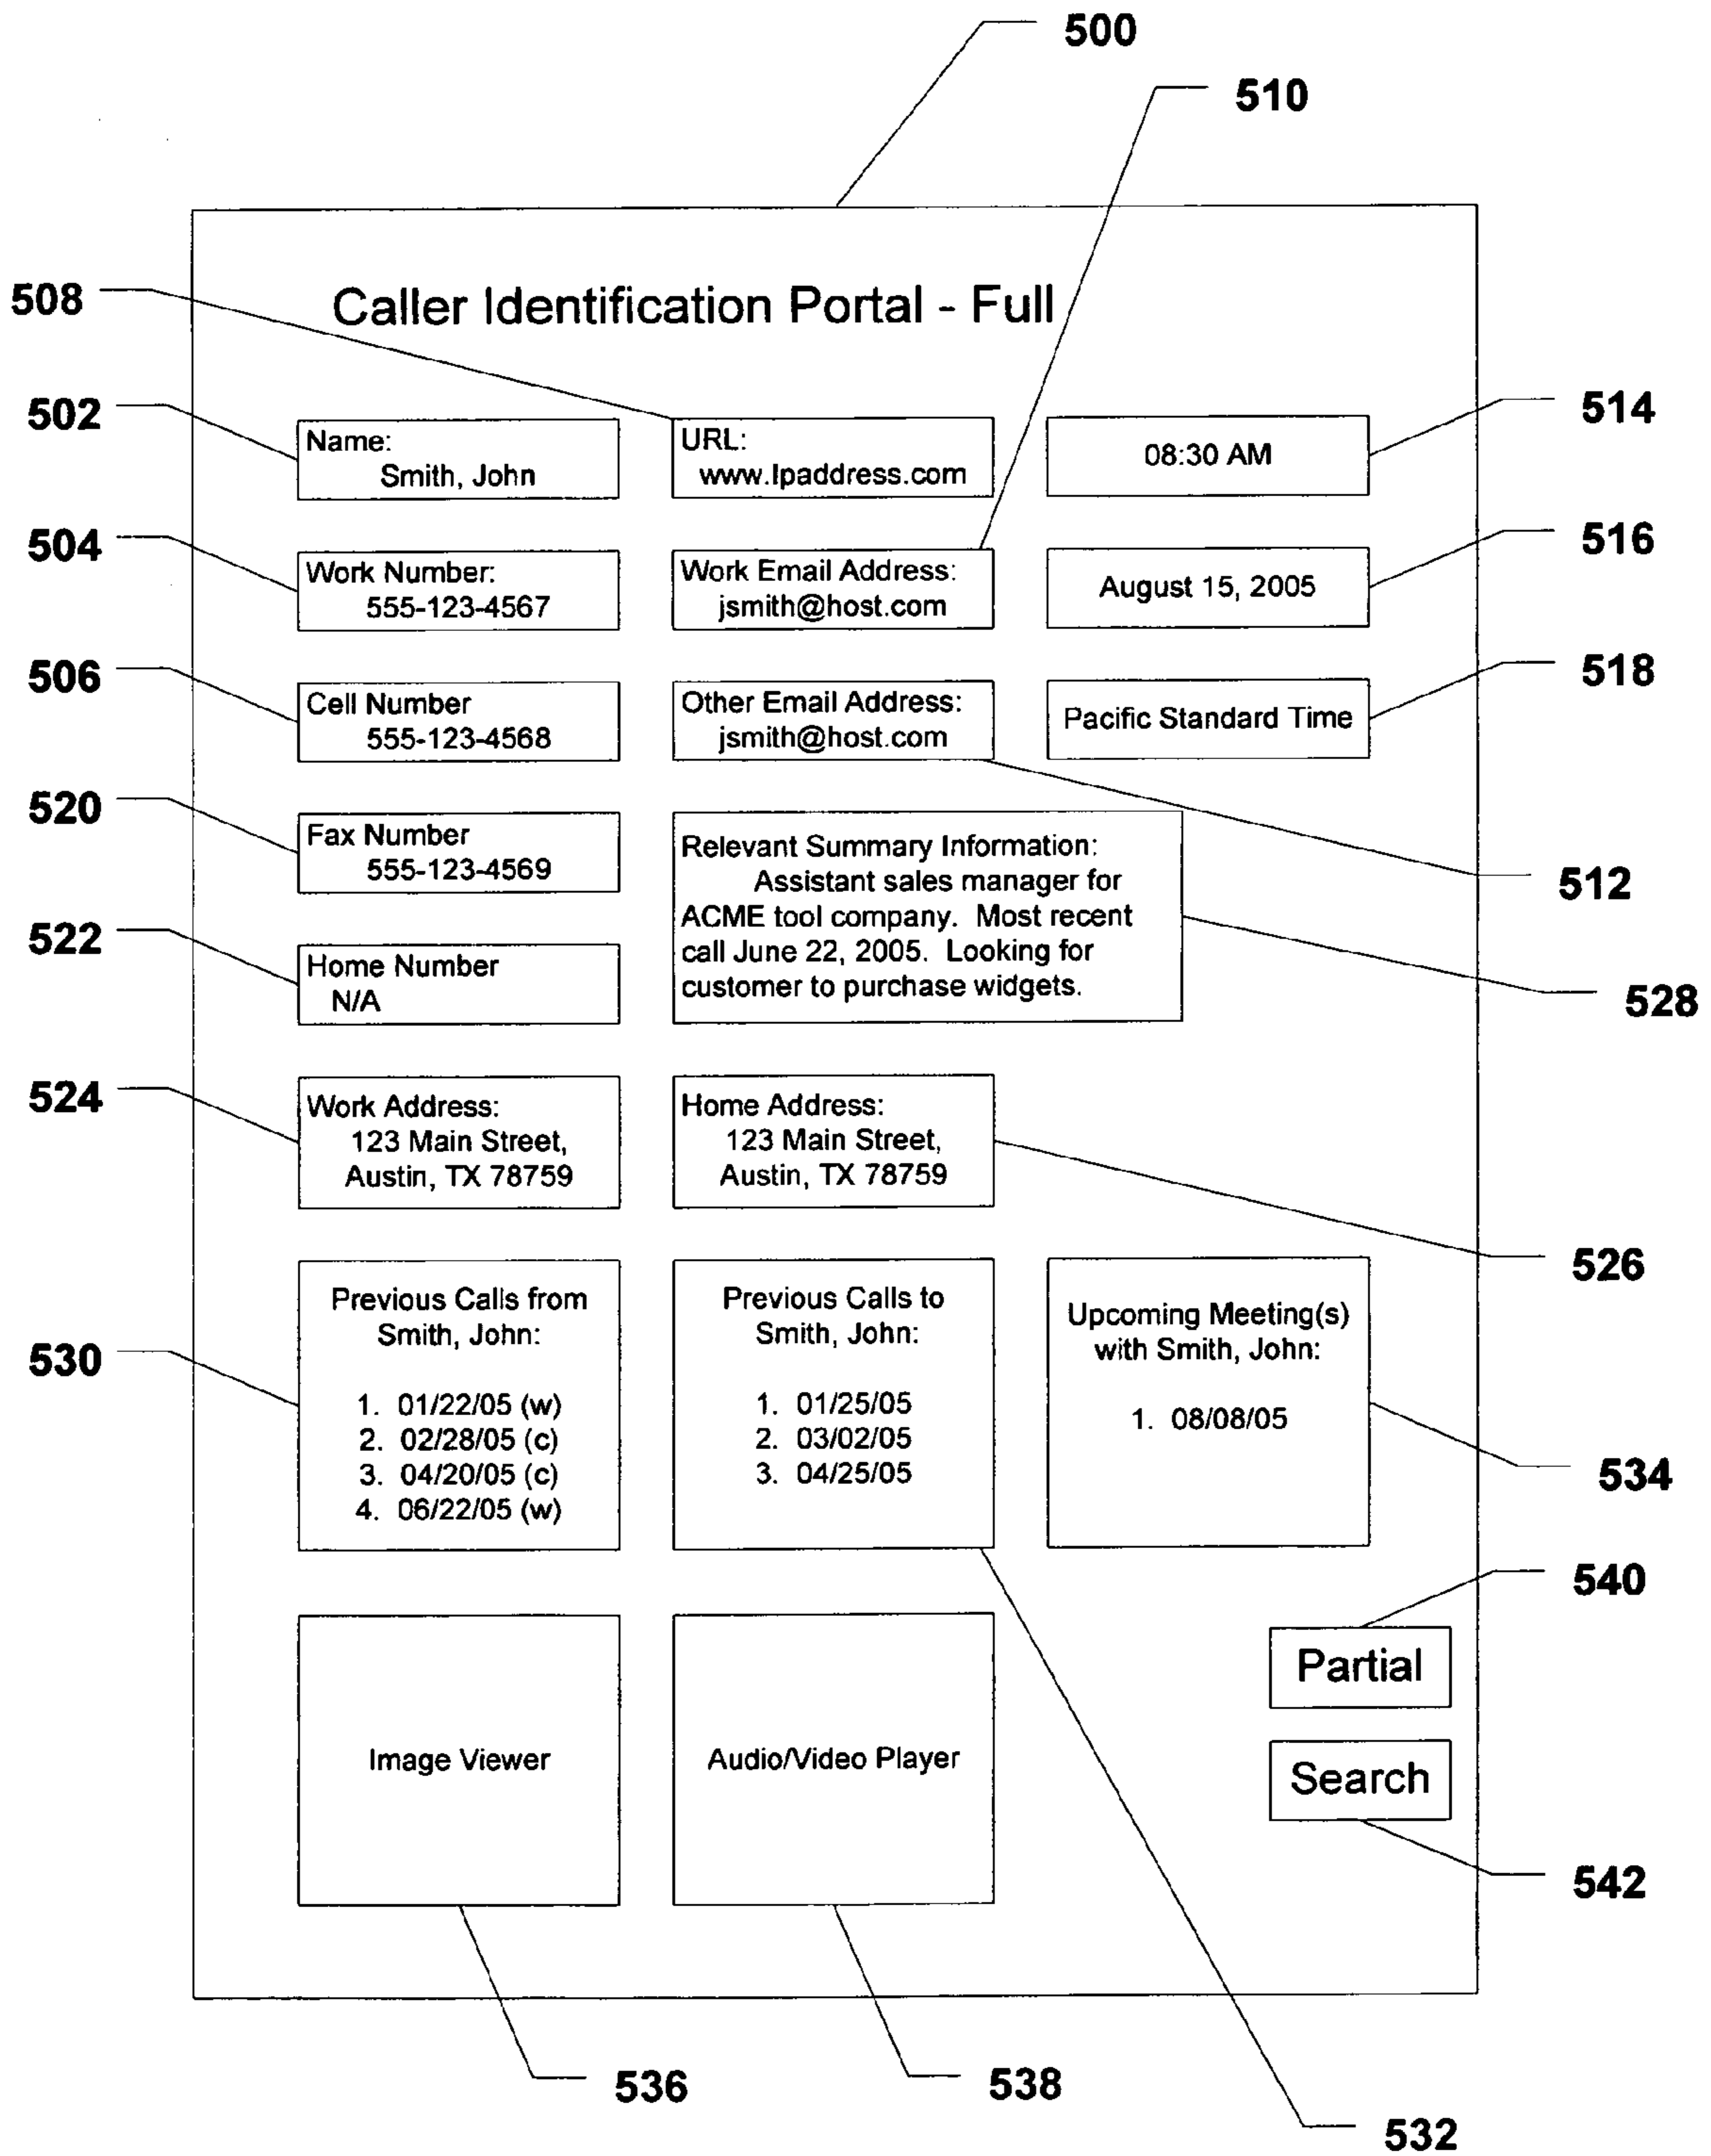 500
510
508
Caller Identification Portal - Full
502
Name:
Smith, John
URL:
www.Ipaddress.com
08:30 AM
514
504
Work Number:
555-123-4567
Work Email Address:
jsmith@host.com
August 15, 2005
516
506
Cell Number
555-123-4568
Other Email Address:
jsmith@host.com
Pacific Standard Time
518
520
Fax Number
555-123-4569
Relevant Summary Information:
Assistant sales manager for
ACME tool company. Most recent
call June 22, 2005. Looking for
customer to purchase widgets.
512
522
Home Number
N/A
528
524
Work Address:
123 Main Street,
Austin, TX 78759
Home Address:
123 Main Street,
Austin, TX 78759
526
530
Previous Calls from
Smith, John:
1. 01/22/05 (w)
2. 02/28/05 (c)
3. 04/20/05 (c)
4. 06/22/05 (w)
Previous Calls to
Smith, John:
1. 01/25/05
2. 03/02/05
3. 04/25/05
Upcoming Meeting(s)
with Smith, John:
1. 08/08/05
534
540
Partial
Image Viewer
Audio/Video Player
Search
542
536
538
532